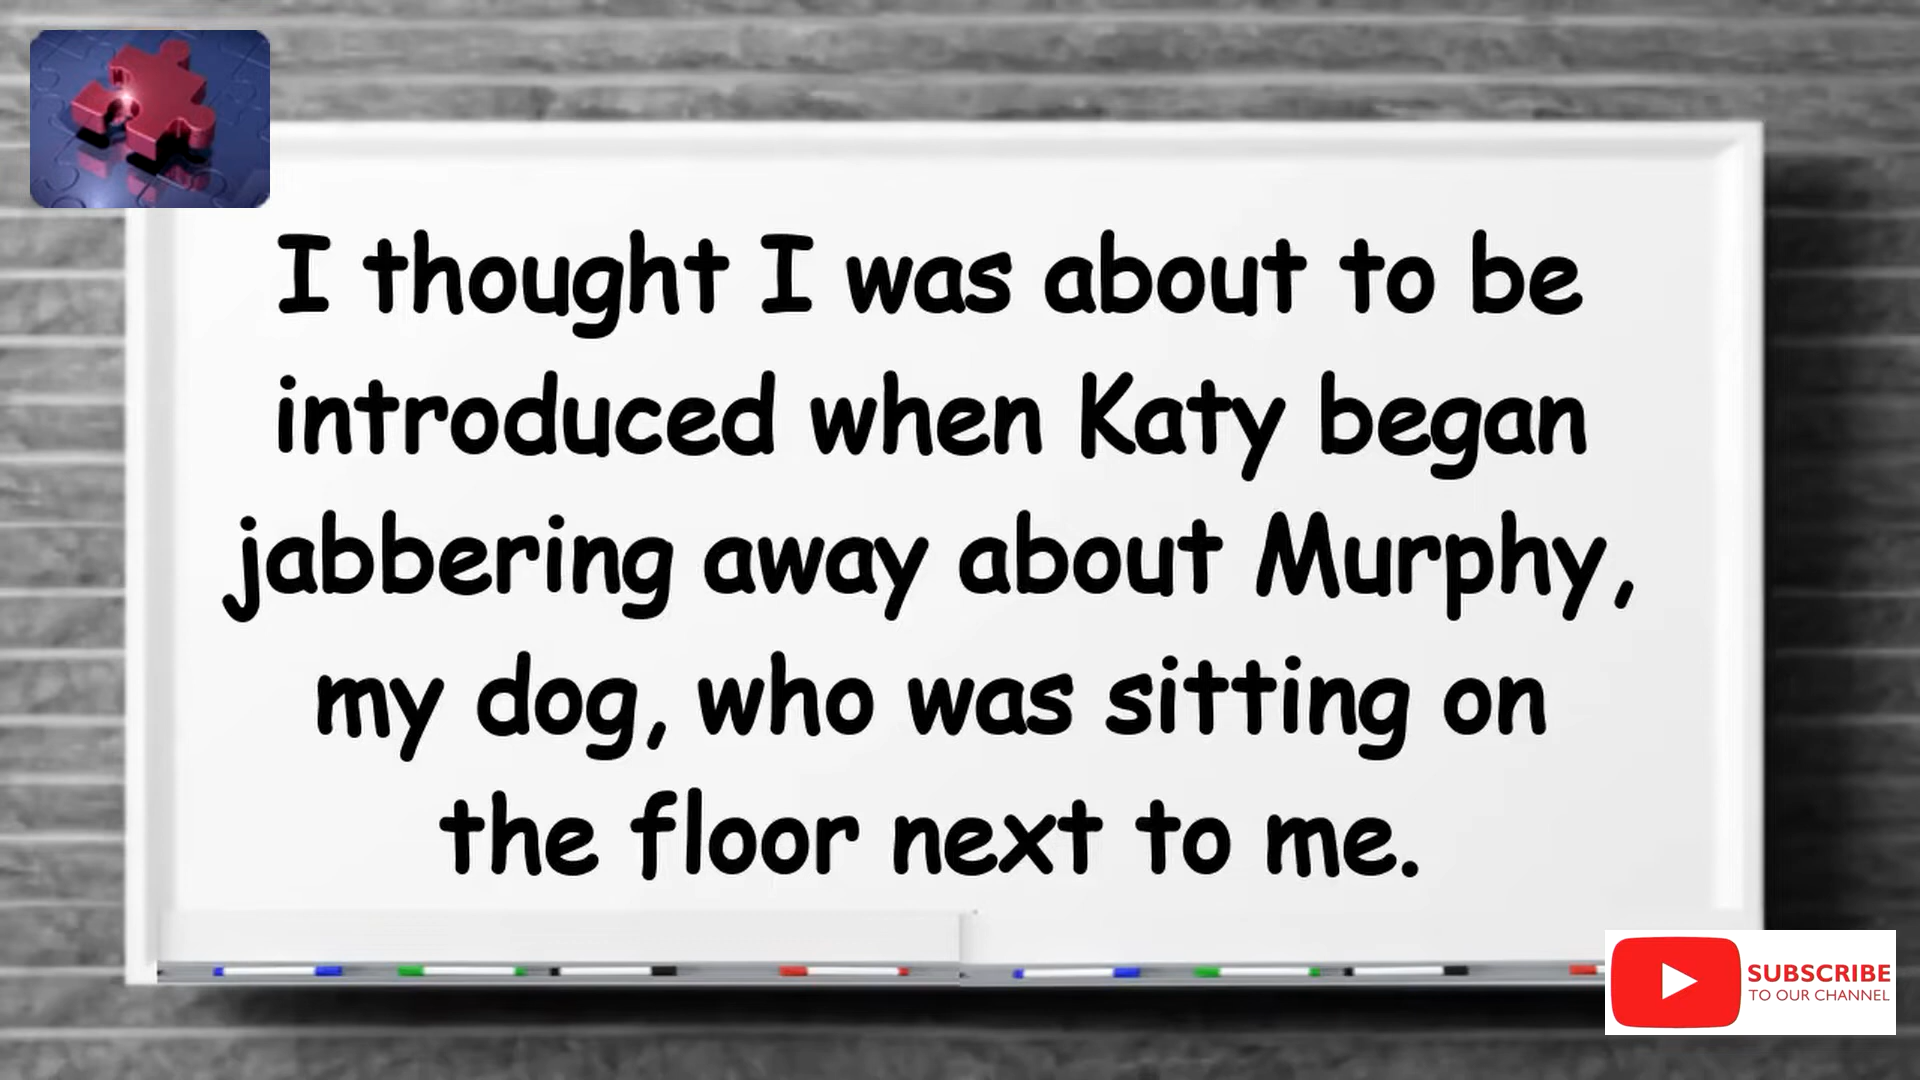 I thought I was about to be
introduced when Katy began
jabbering away about Murphy,
my dog, who was sitting on
the floor next to me.
SUBSCRIBE
TO OUR CHANNEL